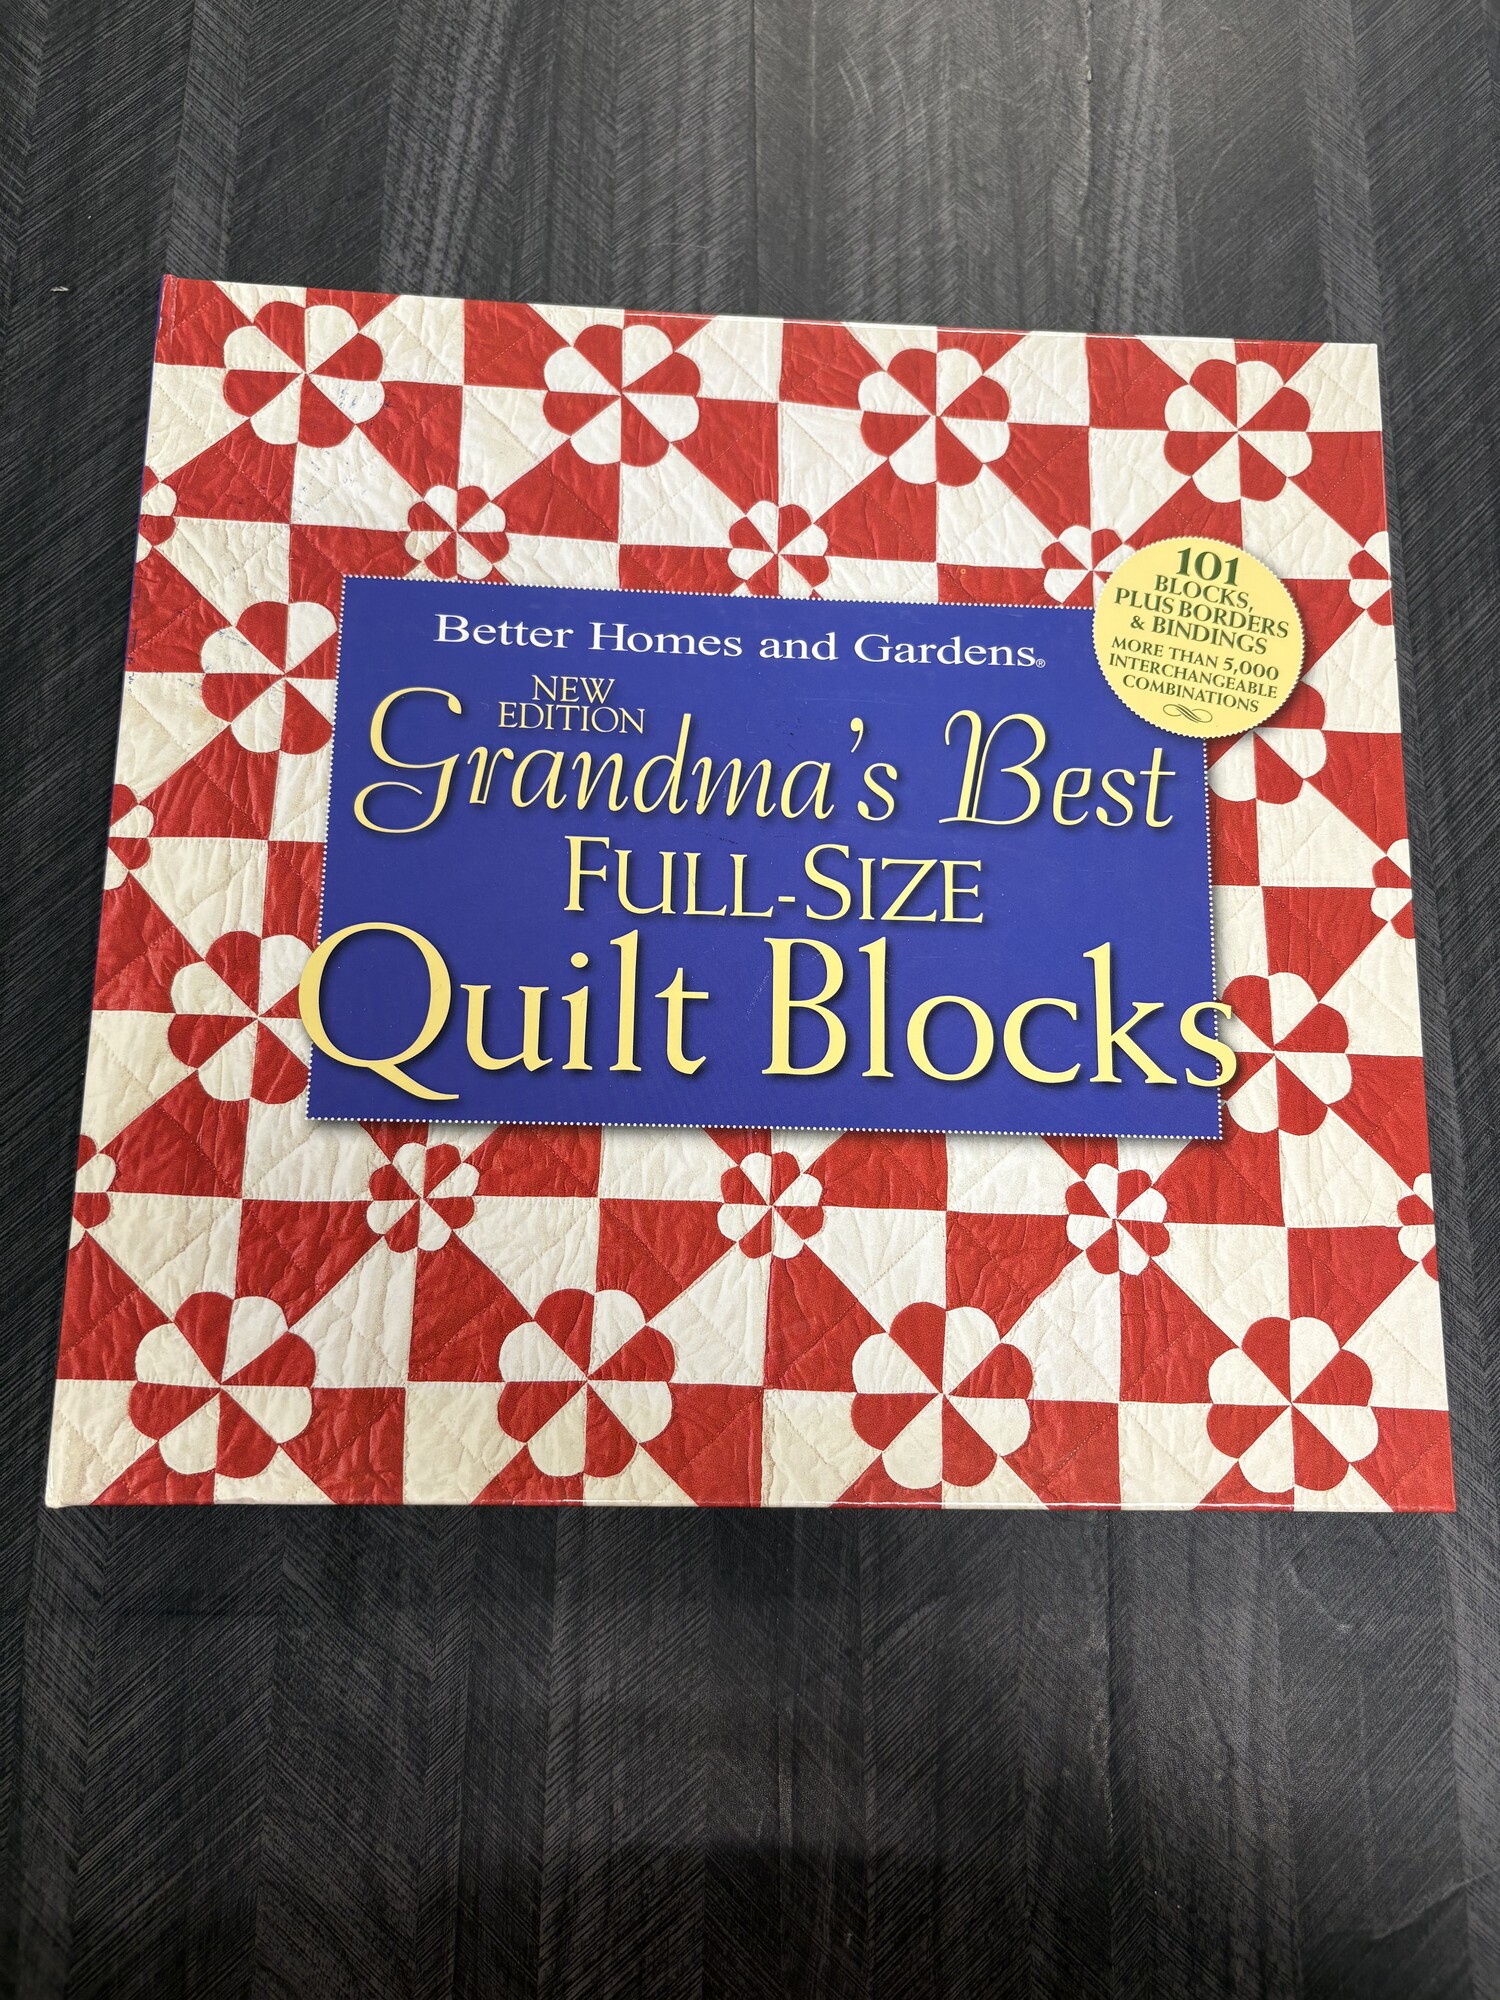 Better Homes and Gardens®
NEW
EDITION
Grandma's Best
FULL-SIZE
Quilt Blocks
101
BLOCKS,
PLUS BORDERS
& BINDINGS
MORE THAN 5,000
INTERCHANGEABLE
COMBINATIONS